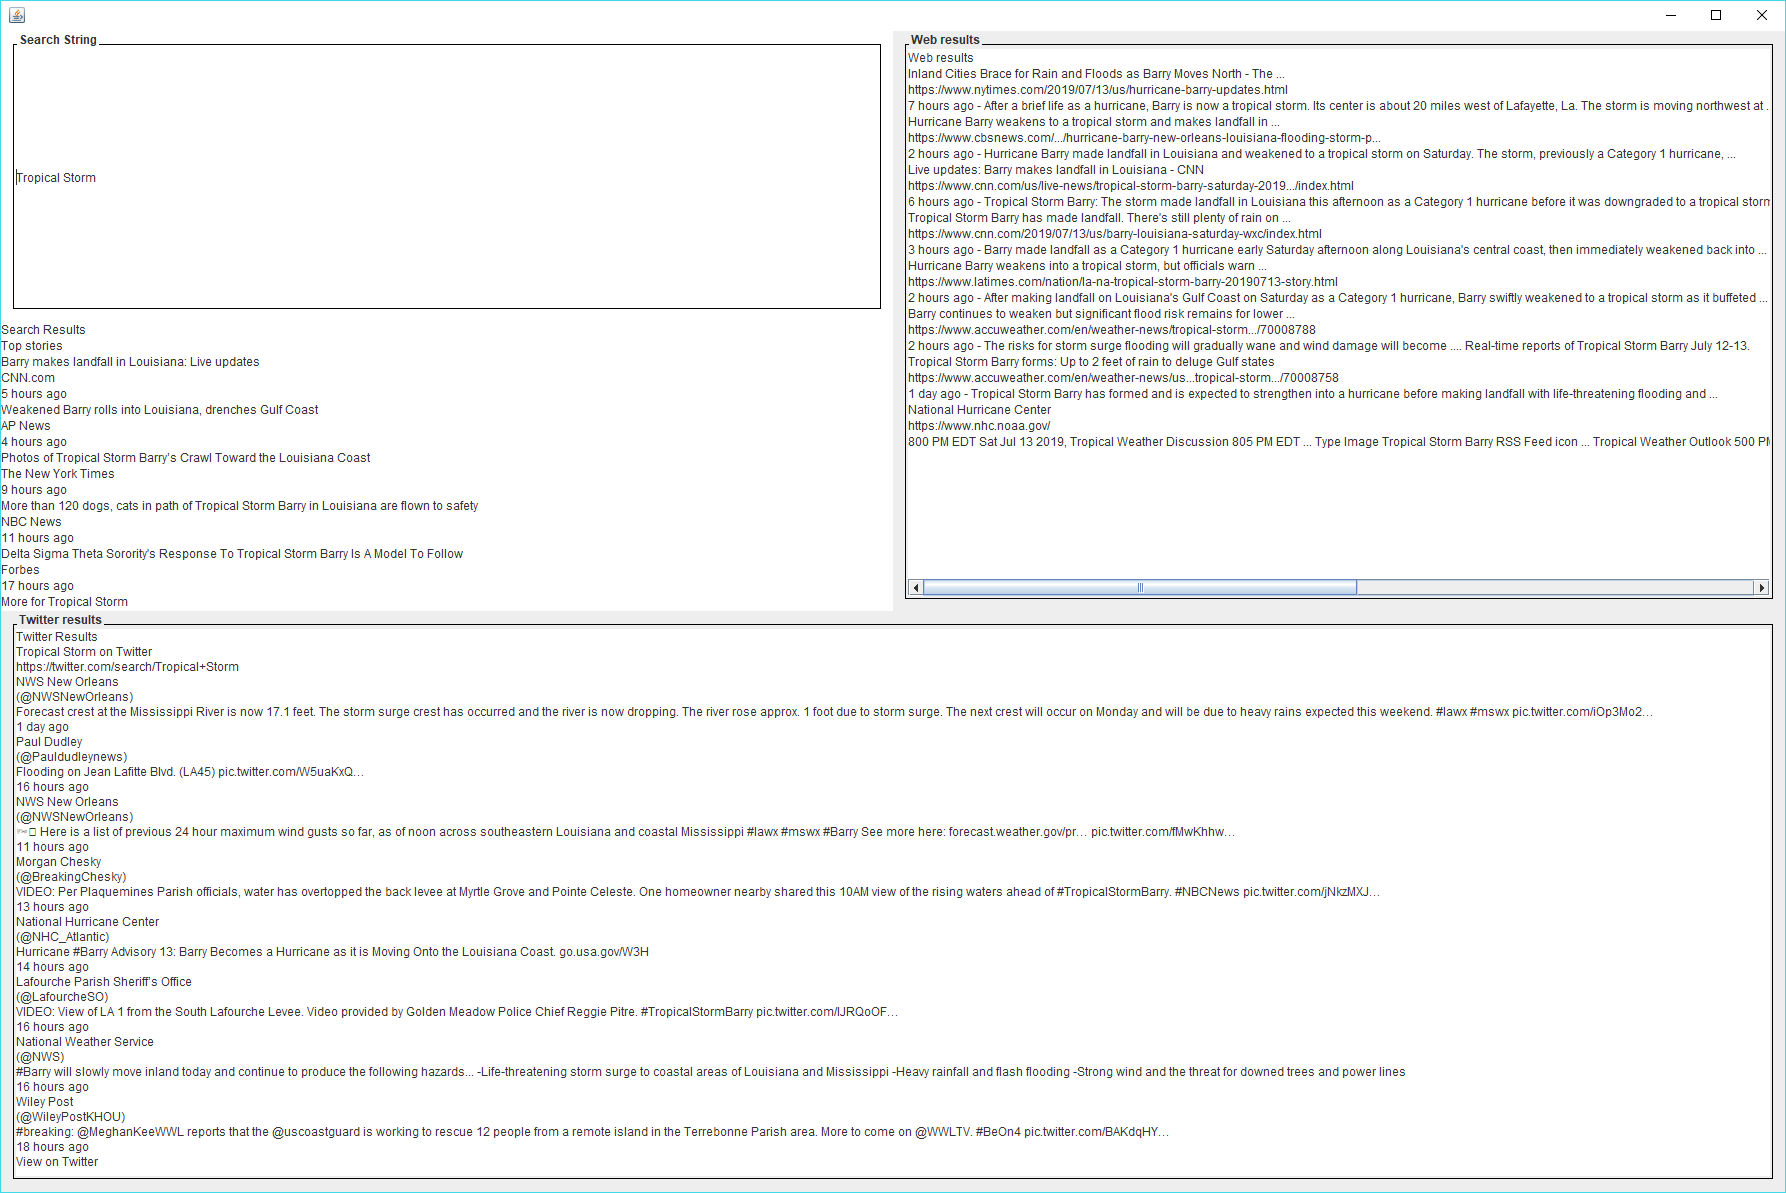 Search String
Tropical Storm
Search Results
Top stories
Barry makes landfall in Louisiana: Live updates
CNN.com
5 hours ago
Weakened Barry rolls into Louisiana, drenches Gulf Coast
AP News
4 hours ago
Photos of Tropical Storm Barry's Crawl Toward the Louisiana Coast
The New York Times
9 hours ago
More than 120 dogs, cats in path of Tropical Storm Barry in Louisiana are flown to safety
NBC News
11 hours ago
Delta Sigma Theta Sorority's Response To Tropical Storm Barry Is A Model To Follow
Forbes
17 hours ago
More for Tropical Storm
Web results
Web results
Inland Cities Brace for Rain and Floods as Barry Moves North - The ...
https://www.nytimes.com/2019/07/13/us/hurricane-barry-updates.html
7 hours ago - After a brief life as a hurricane, Barry is now a tropical storm. Its center is about 20 miles west of Lafayette, La. The storm is moving northwest at .
Hurricane Barry weakens to a tropical storm and makes landfall in ...
https://www.cbsnews.com/.../hurricane-barry-new-orleans-louisiana-flooding-storm-p...
2 hours ago - Hurricane Barry made landfall in Louisiana and weakened to a tropical storm on Saturday. The storm, previously a Category 1 hurricane, ...
Live updates: Barry makes landfall in Louisiana - CNN
https://www.cnn.com/us/live-news/tropical-storm-barry-saturday-2019.../index.html
6 hours ago - Tropical Storm Barry: The storm made landfall in Louisiana this afternoon as a Category 1 hurricane before it was downgraded to a tropical storm
Tropical Storm Barry has made landfall. There's still plenty of rain on ...
https://www.cnn.com/2019/07/13/us/barry-louisiana-saturday-wxc/index.html
3 hours ago - Barry made landfall as a Category 1 hurricane early Saturday afternoon along Louisiana's central coast, then immediately weakened back into ...
Hurricane Barry weakens into a tropical storm, but officials warn ...
https://www.latimes.com/nation/la-na-tropical-storm-barry-20190713-story.html
2 hours ago - After making landfall on Louisiana's Gulf Coast on Saturday as a Category 1 hurricane, Barry swiftly weakened to a tropical storm as it buffeted ...
Barry continues to weaken but significant flood risk remains for lower ...
https://www.accuweather.com/en/weather-news/tropical-storm.../70008788
2 hours ago - The risks for storm surge flooding will gradually wane and wind damage will become .... Real-time reports of Tropical Storm Barry July 12-13.
Tropical Storm Barry forms: Up to 2 feet of rain to deluge Gulf states
https://www.accuweather.com/en/weather-news/us...tropical-storm.../70008758
1 day ago - Tropical Storm Barry has formed and is expected to strengthen into a hurricane before making landfall with life-threatening flooding and ...
National Hurricane Center
https://www.nhc.noaa.gov/
800 PM EDT Sat Jul 13 2019, Tropical Weather Discussion 805 PM EDT ... Type Image Tropical Storm Barry RSS Feed icon ... Tropical Weather Outlook 500 PM
Twitter results
Twitter Results
Tropical Storm on Twitter
https://twitter.com/search/Tropical+Storm
NWS New Orleans
(@NWSNewOrleans)
Forecast crest at the Mississippi River is now 17.1 feet. The storm surge crest has occurred and the river is now dropping. The river rose approx. 1 foot due to storm surge. The next crest will occur on Monday and will be due to heavy rains expected this weekend. #lawx #mswx pic.twitter.com/iOp3Mo2…
1 day ago
Paul Dudley
(@Pauldudleynews)
Flooding on Jean Lafitte Blvd. (LA45) pic.twitter.com/W5uaKxQ…
16 hours ago
NWS New Orleans
(@NWSNewOrleans)
Here is a list of previous 24 hour maximum wind gusts so far, as of noon across southeastern Louisiana and coastal Mississippi #lawx #mswx #Barry See more here: forecast.weather.gov/pr… pic.twitter.com/fMwKhhw…
11 hours ago
Morgan Chesky
(@BreakingChesky)
VIDEO: Per Plaquemines Parish officials, water has overtopped the back levee at Myrtle Grove and Pointe Celeste. One homeowner nearby shared this 10AM view of the rising waters ahead of #TropicalStormBarry. #NBCNews pic.twitter.com/jNkzMXJ…
13 hours ago
National Hurricane Center
(@NHC_Atlantic)
Hurricane #Barry Advisory 13: Barry Becomes a Hurricane as it is Moving Onto the Louisiana Coast. go.usa.gov/W3H
14 hours ago
Lafourche Parish Sheriff's Office
(@LafourcheSO)
VIDEO: View of LA 1 from the South Lafourche Levee. Video provided by Golden Meadow Police Chief Reggie Pitre. #TropicalStormBarry pic.twitter.com/IJRQoOF…
16 hours ago
National Weather Service
(@NWS)
#Barry will slowly move inland today and continue to produce the following hazards... -Life-threatening storm surge to coastal areas of Louisiana and Mississippi -Heavy rainfall and flash flooding -Strong wind and the threat for downed trees and power lines
16 hours ago
Wiley Post
(@WileyPostKHOU)
#breaking: @MeghanKeeWWL reports that the @uscoastguard is working to rescue 12 people from a remote island in the Terrebonne Parish area. More to come on @WWLTV. #BeOn4 pic.twitter.com/BAKdqHY…
18 hours ago
View on Twitter